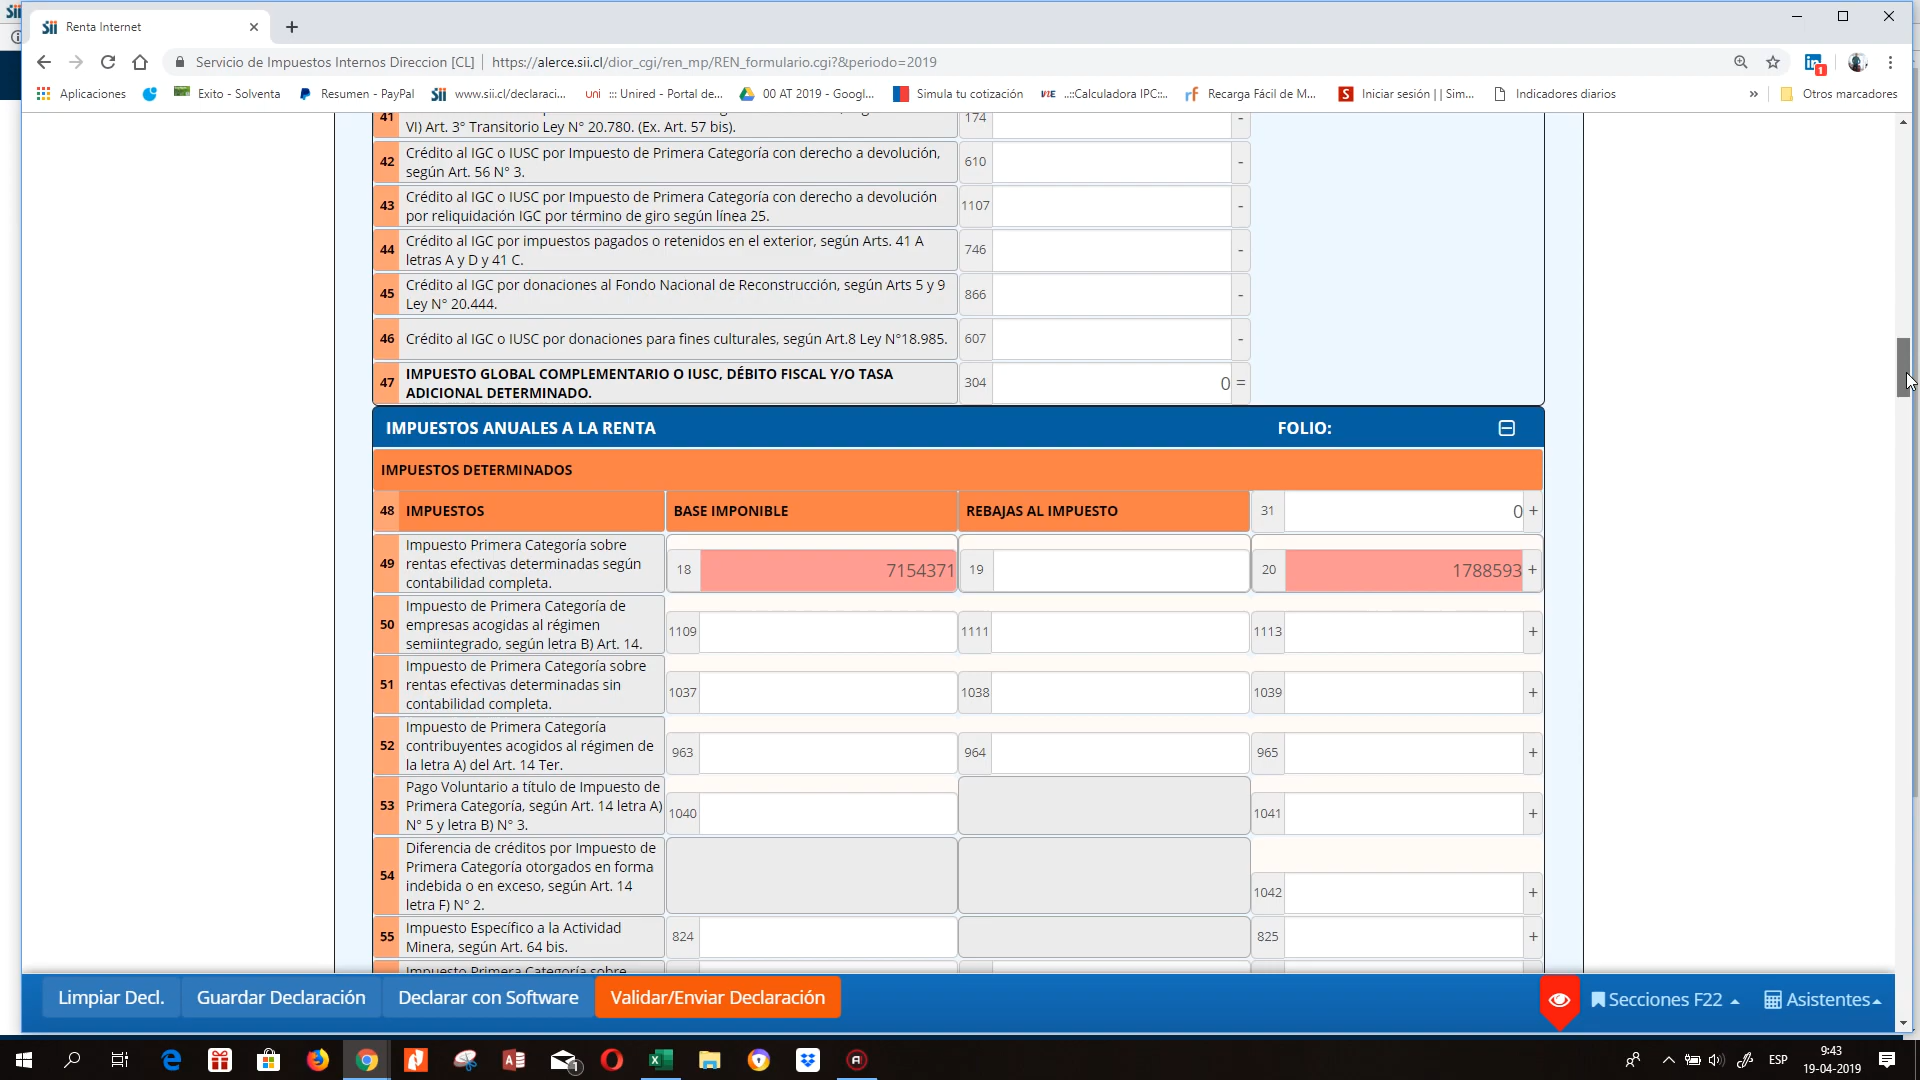 Sii Renta Internet
Servicio de Impuestos Internos Direccion [CL] | https://alerce.sii.cl/dior_cgi/ren_mp/REN_formulario.cgi?&periodo=2019
Aplicaciones Exito - Solventa Resumen - PayPal www.sii.cl/declaraci... ::: Unired - Portal de... 00 AT 2019 - Googl... Simula tu cotización ..::Calculadora IPC::.. Recarga Fácil de M... Iniciar sesión | | Sim... Indicadores diarios » Otros marcadores
41
VI) Art. 3° Transitorio Ley N° 20.780. (Ex. Art. 57 bis). 174 -
42 Crédito al IGC o IUSC por Impuesto de Primera Categoría con derecho a devolución,
según Art. 56 N° 3. 610 -
43 Crédito al IGC o IUSC por Impuesto de Primera Categoría con derecho a devolución
por reliquidación IGC por término de giro según línea 25. 1107 -
44 Crédito al IGC por impuestos pagados o retenidos en el exterior, según Arts. 41 A
letras A y D y 41 C. 746 -
45 Crédito al IGC por donaciones al Fondo Nacional de Reconstrucción, según Arts 5 y 9
Ley N° 20.444. 866 -
46 Crédito al IGC o IUSC por donaciones para fines culturales, según Art.8 Ley N°18.985. 607 -
47 IMPUESTO GLOBAL COMPLEMENTARIO O IUSC, DÉBITO FISCAL Y/O TASA
ADICIONAL DETERMINADO. 304 0 =
IMPUESTOS ANUALES A LA RENTA FOLIO:
IMPUESTOS DETERMINADOS
48 IMPUESTOS BASE IMPONIBLE REBAJAS AL IMPUESTO 31 0 +
49 Impuesto Primera Categoría sobre
rentas efectivas determinadas según
contabilidad completa. 18 7154371 19 20 1788593 +
50 Impuesto de Primera Categoría de
empresas acogidas al régimen
semiintegrado, según letra B) Art. 14. 1109 1111 1113 +
51 Impuesto de Primera Categoría sobre
rentas efectivas determinadas sin
contabilidad completa. 1037 1038 1039 +
52 Impuesto de Primera Categoría
contribuyentes acogidos al régimen de
la letra A) del Art. 14 Ter. 963 964 965 +
53 Pago Voluntario a título de Impuesto de
Primera Categoría, según Art. 14 letra A)
N° 5 y letra B) N° 3. 1040 1041 +
54 Diferencia de créditos por Impuesto de
Primera Categoría otorgados en forma
indebida o en exceso, según Art. 14
letra F) N° 2. 1042 +
55 Impuesto Específico a la Actividad
Minera, según Art. 64 bis. 824 825 +
Impuesto Primera Categoría sobre
Limpiar Decl. Guardar Declaración Declarar con Software Validar/Enviar Declaración Secciones F22 Asistentes
ESP 9:43
19-04-2019